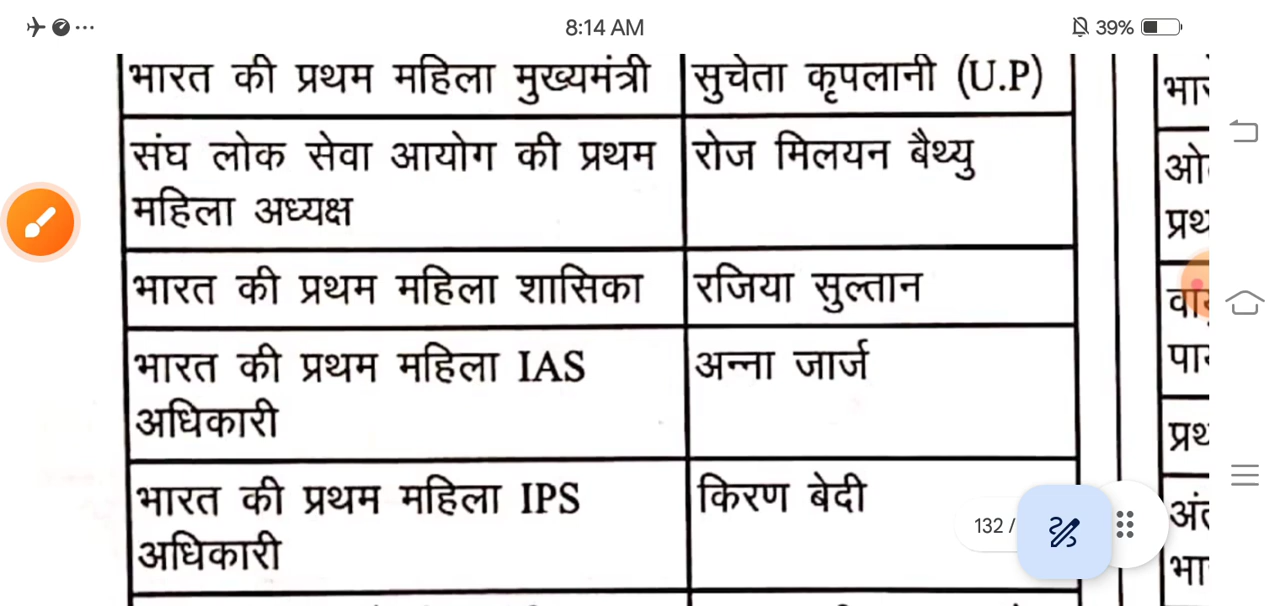 8:14 AM
39%
भारत की प्रथम महिला मुख्यमंत्री
सुचेता कृपलानी (U.P)
संघ लोक सेवा आयोग की प्रथम
महिला अध्यक्ष
रोज मिलयन बैथ्यु
भारत की प्रथम महिला शासिका
रजिया सुल्तान
भारत की प्रथम महिला IAS
अधिकारी
अन्ना जार्ज
भारत की प्रथम महिला IPS
अधिकारी
किरण बेदी
132 /